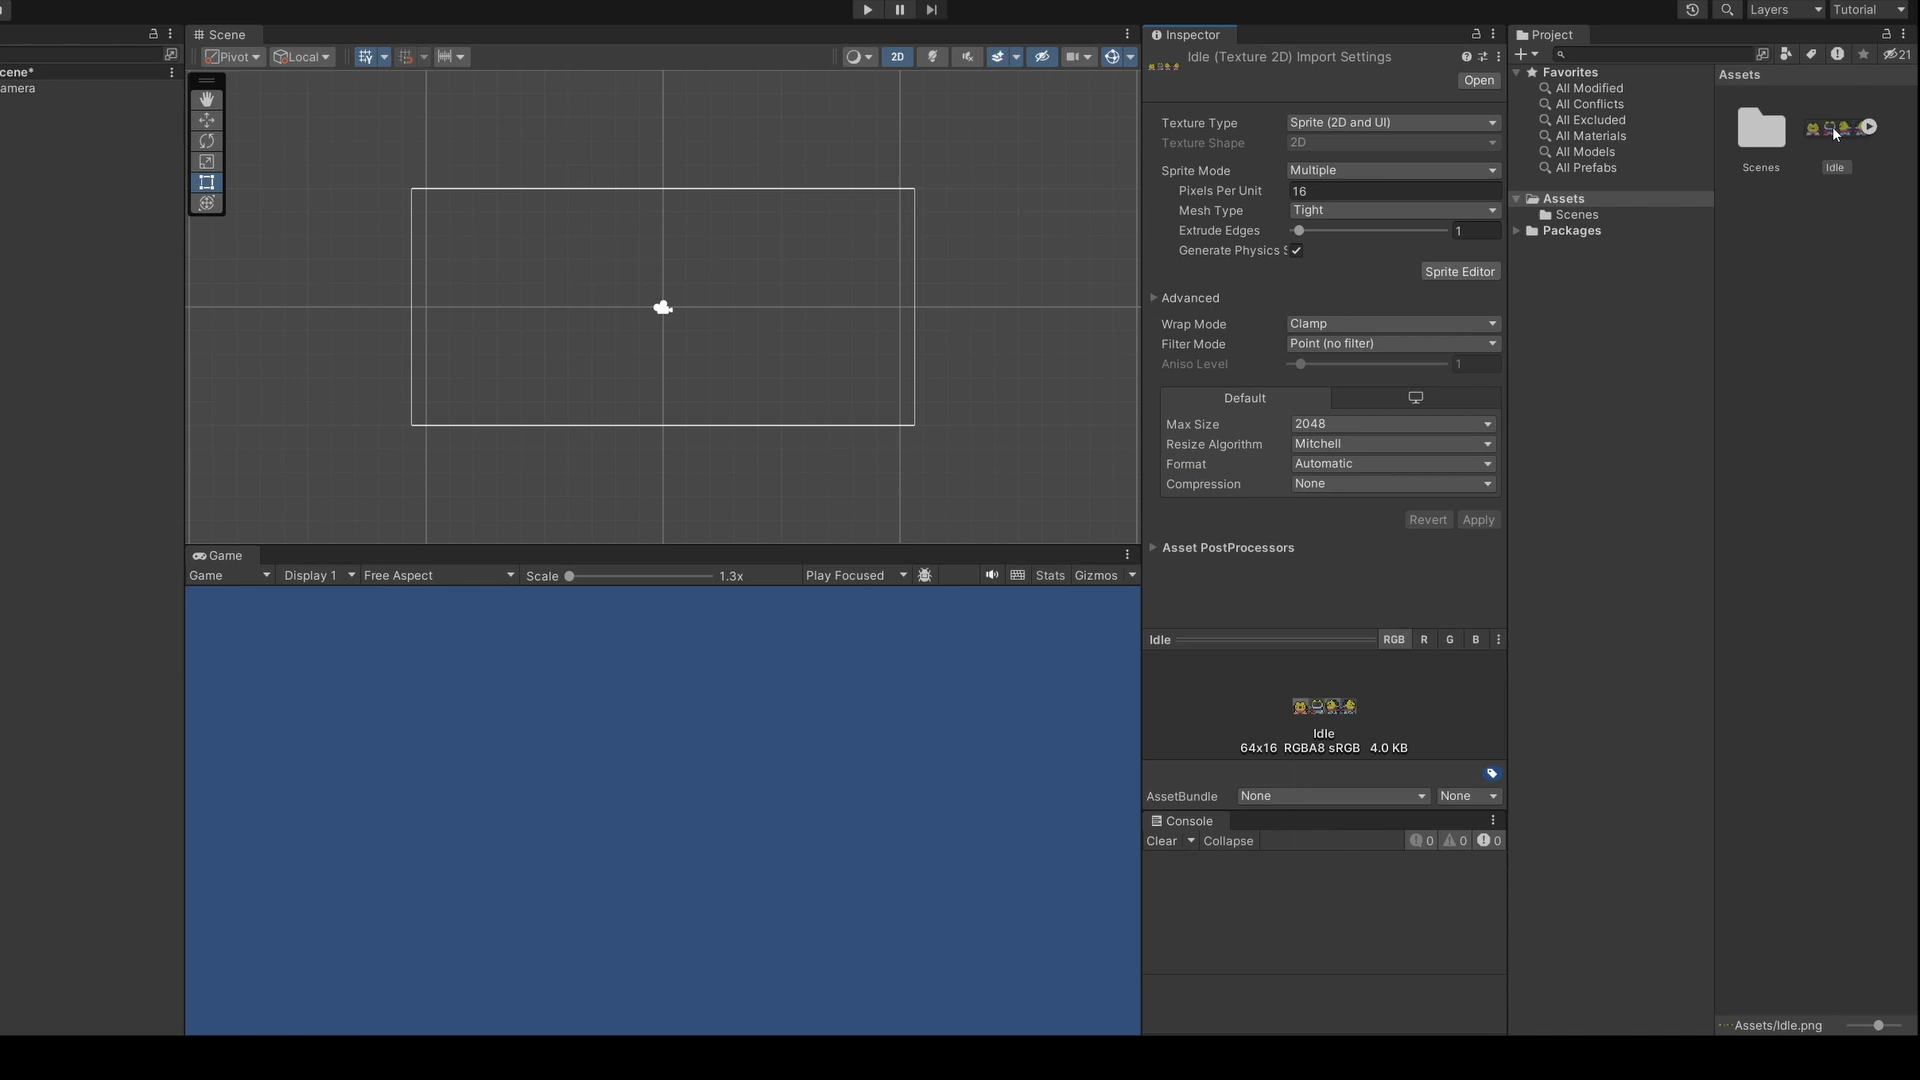 Layers
Tutorial
Scene
Inspector
Project
Pivot
Local
2D
Idle (Texture 2D) Import Settings
21
cene*
Open
Favorites
Assets
amera
All Modified
All Conflicts
All Excluded
All Materials
All Models
All Prefabs
Scenes
Idle
Assets
Scenes
Packages
Texture Type
Sprite (2D and UI)
Texture Shape
2D
Sprite Mode
Multiple
Pixels Per Unit
16
Mesh Type
Tight
Extrude Edges
1
Generate Physics S
Sprite Editor
Advanced
Wrap Mode
Clamp
Filter Mode
Point (no filter)
Aniso Level
1
Default
Max Size
2048
Resize Algorithm
Mitchell
Format
Automatic
Compression
None
Revert
Apply
Asset PostProcessors
Game
Game
Display 1
Free Aspect
Scale
1.3x
Play Focused
Stats
Gizmos
Idle
RGB
R
G
B
Idle
64x16 RGBA8 sRGB 4.0 KB
AssetBundle
None
None
Console
Clear
Collapse
0
0
0
Assets/Idle.png